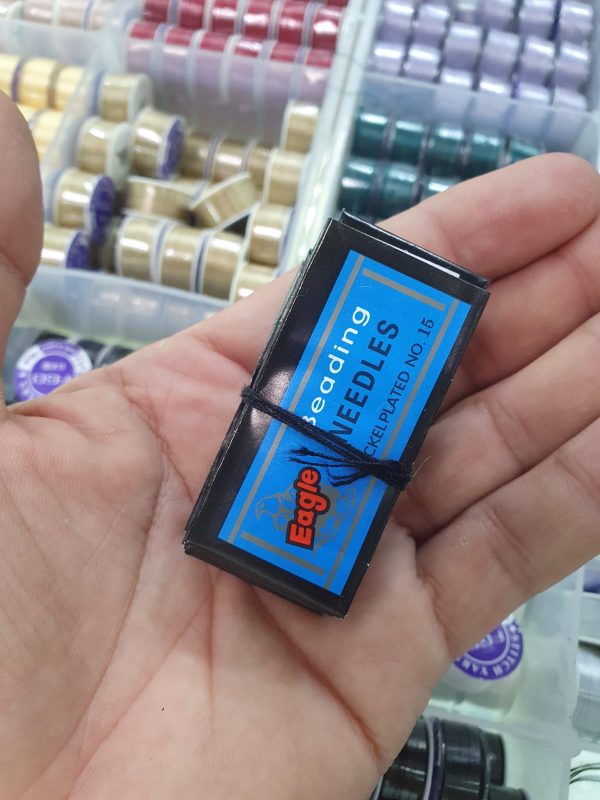 Beading
NEEDLES
CKELPLATED NO. 15
Eagle